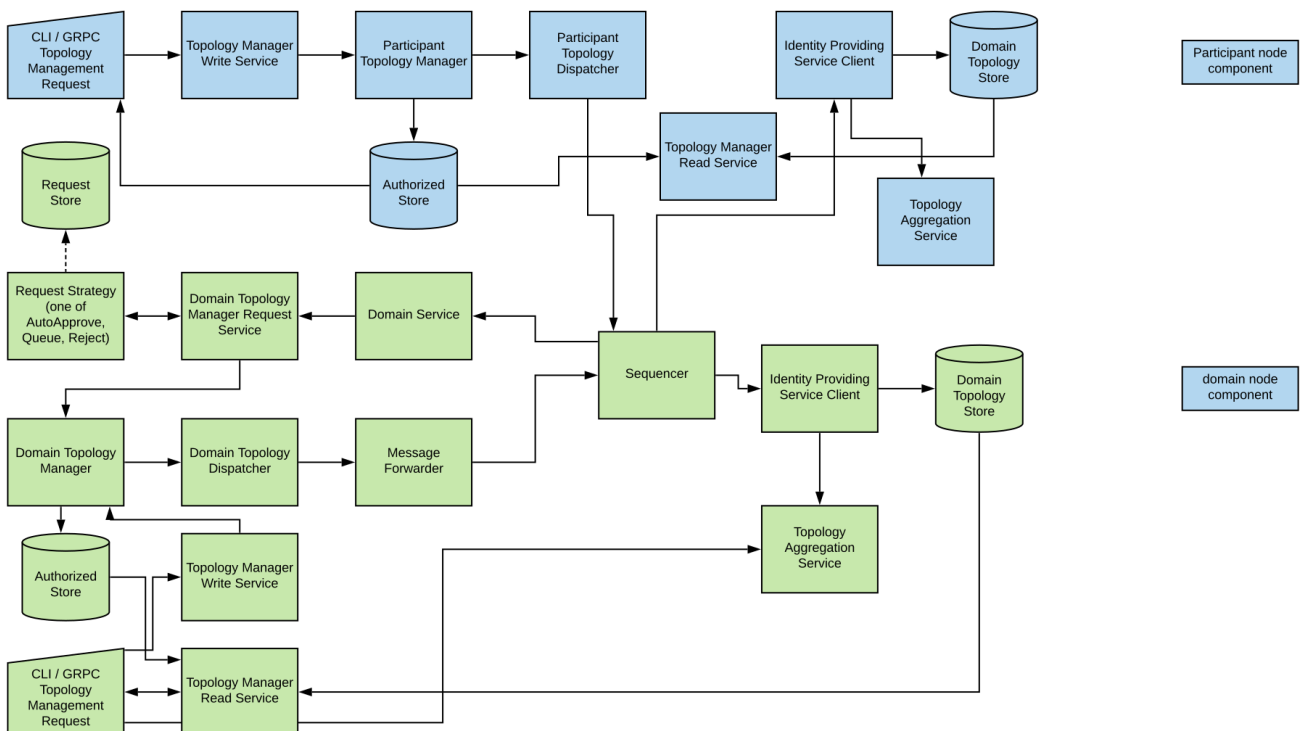 CLI / GRPC
Topology
Management
Request
Topology Manager
Write Service
Participant
Topology Manager
Participant
Topology
Dispatcher
Identity Providing
Service Client
Domain
Topology
Store
Participant node
component
Request
Store
Authorized
Store
Topology Manager
Read Service
Topology
Aggregation
Service
Request Strategy
(one of
AutoApprove,
Queue, Reject)
Domain Topology
Manager Request
Service
Domain Service
Sequencer
Identity Providing
Service Client
Domain
Topology
Store
domain node
component
Domain Topology
Manager
Domain Topology
Dispatcher
Message
Forwarder
Authorized
Store
Topology Manager
Write Service
Topology
Aggregation
Service
CLI / GRPC
Topology
Management
Request
Topology Manager
Read Service